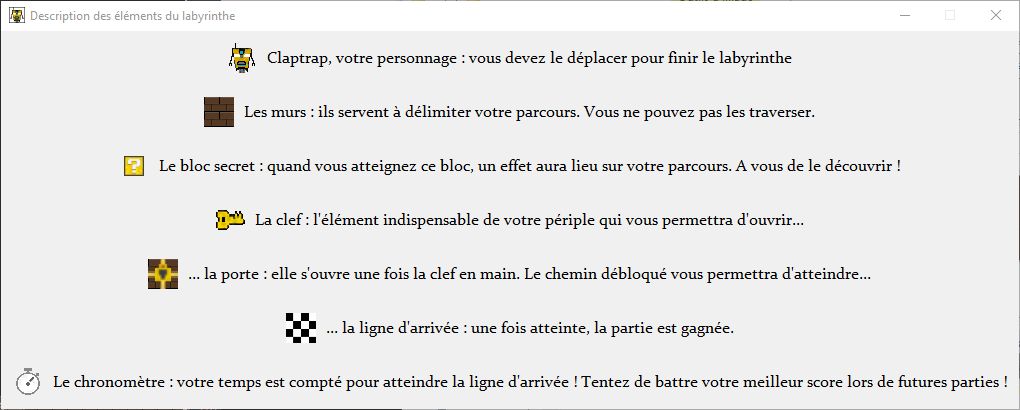 Description des éléments du labyrinthe
Claptrap, votre personnage : vous devez le déplacer pour finir le labyrinthe
Les murs : ils servent à délimiter votre parcours. Vous ne pouvez pas les traverser.
?
Le bloc secret : quand vous atteignez ce bloc, un effet aura lieu sur votre parcours. A vous de le découvrir !
La clef : l'élément indispensable de votre périple qui vous permettra d'ouvrir...
... la porte : elle s'ouvre une fois la clef en main. Le chemin débloqué vous permettra d'atteindre...
... la ligne d'arrivée : une fois atteinte, la partie est gagnée.
Le chronomètre : votre temps est compté pour atteindre la ligne d'arrivée ! Tentez de battre votre meilleur score lors de futures parties !